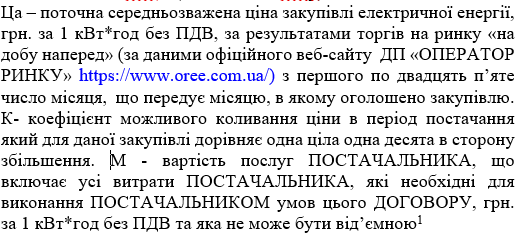 Ца – поточна середньозважена ціна закупівлі електричної енергії,
грн. за 1 кВт*год без ПДВ, за результатами торгів на ринку «на
добу наперед» (за даними офіційного веб-сайту ДП «ОПЕРАТОР
РИНКУ» https://www.oree.com.ua/) з першого по двадцять п’яте
число місяця, що передує місяцю, в якому оголошено закупівлю.
К- коефіцієнт можливого коливання ціни в період постачання
який для даної закупівлі дорівняє одна ціла одна десята в сторону
збільшення. М - вартість послуг ПОСТАЧАЛЬНИКА, що
включає усі витрати ПОСТАЧАЛЬНИКА, які необхідні для
виконання ПОСТАЧАЛЬНИКОМ умов цього ДОГОВОРУ, грн.
за 1 кВт*год без ПДВ та яка не може бути від’ємною1